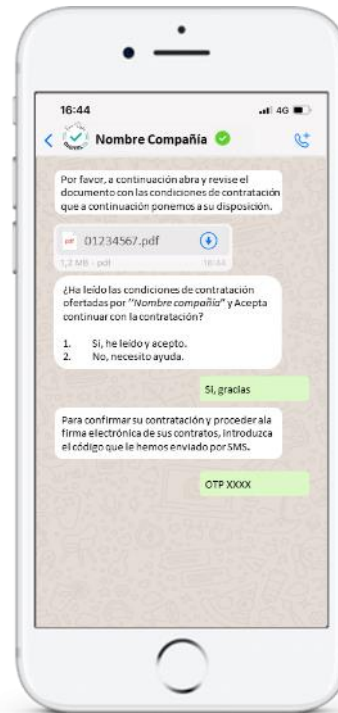 16:44
4G
Nombre Compañía
Por favor, a continuación abra y revise el
documento con las condiciones de contratación
que a continuación ponemos a su disposición.
pdf 01234567.pdf
1,2 MB - pdf 16:44
¿Ha leído las condiciones de contratación
ofertadas por "Nombre compañía" y Acepta
continuar con la contratación?
1. Si, he leído y acepto.
2. No, necesito ayuda.
Si, gracias
Para confirmar su contratación y proceder a la
firma electrónica de sus contratos, introduzca
el código que le hemos enviado por SMS.
OTP XXXX